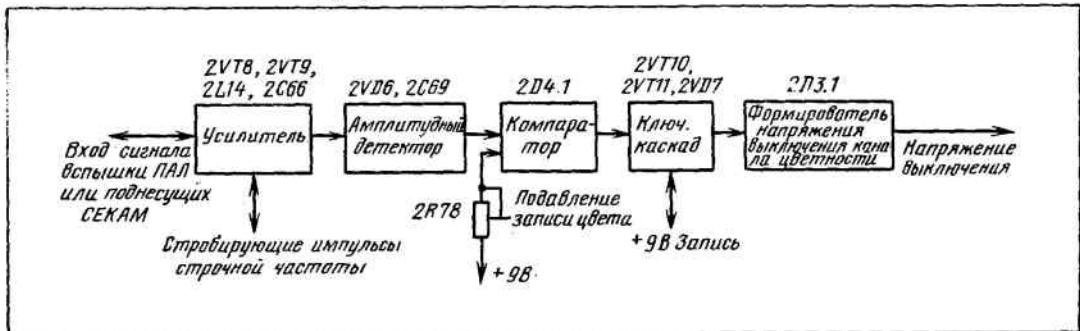 2VT8, 2VT9,
2L14, 2C66
Усилитель
Вход сигнала
вспышки ПАЛ
или поднесущих
СЕКАМ
Стробирующие импульсы
строчной частоты
2VD6, 2C69
Амплитудный
детектор
2D4.1
Компара-
тор
2R78
Подавление
записи цвета
+9В
2VT10,
2VT11, 2VD7
Ключ.
каскад
+9В Запись
2D3.1
Формирователь
напряжения
выключения кана
ла цветности
Напряжение
выключения